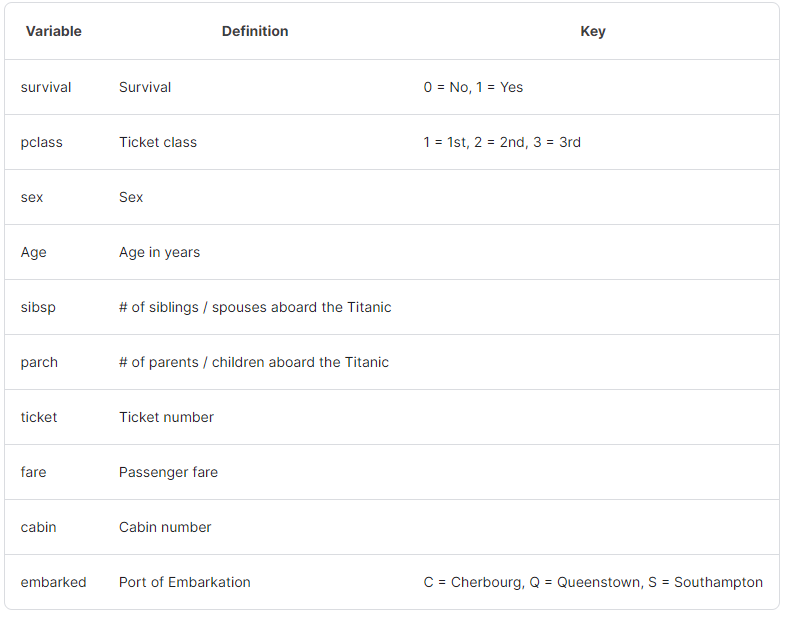 Variable Definition Key
survival Survival 0 = No, 1 = Yes
pclass Ticket class 1 = 1st, 2 = 2nd, 3 = 3rd
sex Sex
Age Age in years
sibsp # of siblings / spouses aboard the Titanic
parch # of parents / children aboard the Titanic
ticket Ticket number
fare Passenger fare
cabin Cabin number
embarked Port of Embarkation C = Cherbourg, Q = Queenstown, S = Southampton